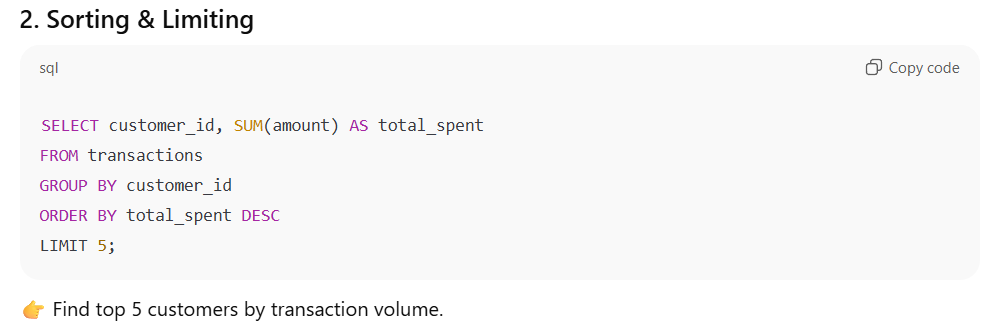 2. Sorting & Limiting
sql
Copy code
SELECT customer_id, SUM(amount) AS total_spent
FROM transactions
GROUP BY customer_id
ORDER BY total_spent DESC
LIMIT 5;
👉 Find top 5 customers by transaction volume.